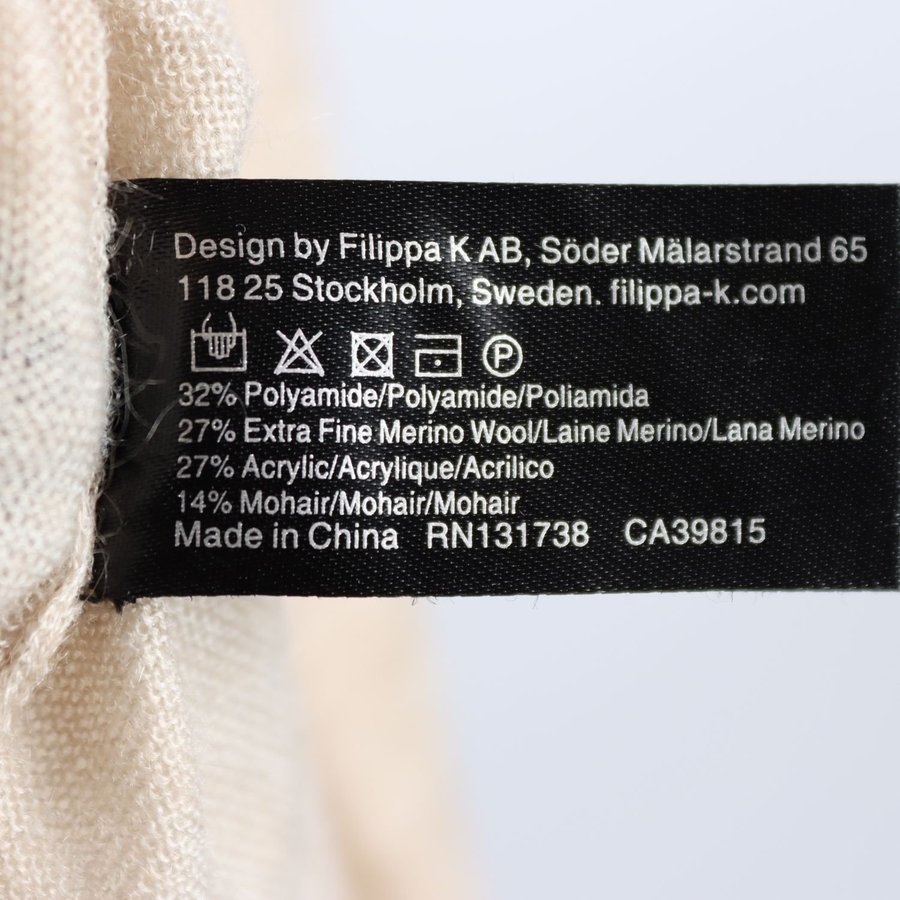 Design by Filippa K AB, Söder Mälarstrand 65
118 25 Stockholm, Sweden. filippa-k.com
P
32% Polyamide/Polyamide/Poliamida
27% Extra Fine Merino Wool/Laine Merino/Lana Merino
27% Acrylic/Acrylique/Acrilico
14% Mohair/Mohair/Mohair
Made in China RN131738 CA39815